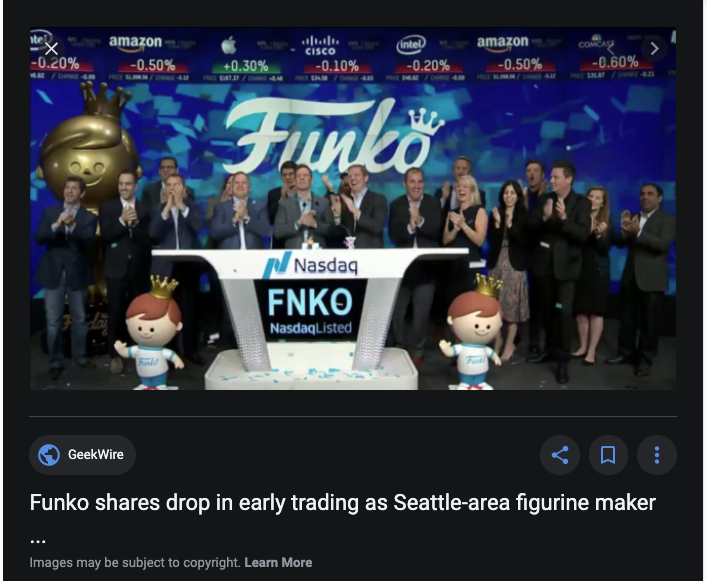 intel amazon CISCO intel amazon COMCAST
-0.20% -0.50% +0.30% -0.10% -0.20% -0.50% -0.60%
Funko
Nasdaq
FNKO
NasdaqListed
Funko
Funko
GeekWire
Funko shares drop in early trading as Seattle-area figurine maker
...
Images may be subject to copyright. Learn More